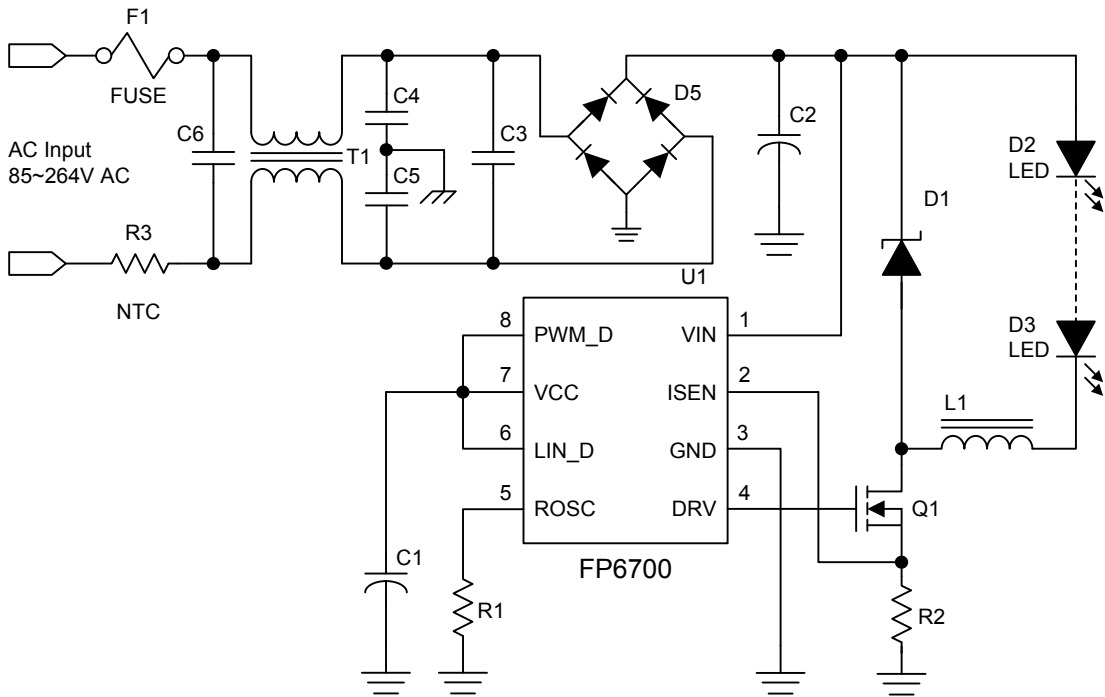 F1
FUSE
C4
D5
C2
C6
C3
T1
AC Input
85~264V AC
C5
D2
LED
D1
R3
NTC
U1
8 PWM_D
VIN 1
7 VCC
ISEN 2
6 LIN_D
GND 3
5 ROSC
DRV 4
FP6700
D3
LED
L1
Q1
C1
R1
R2